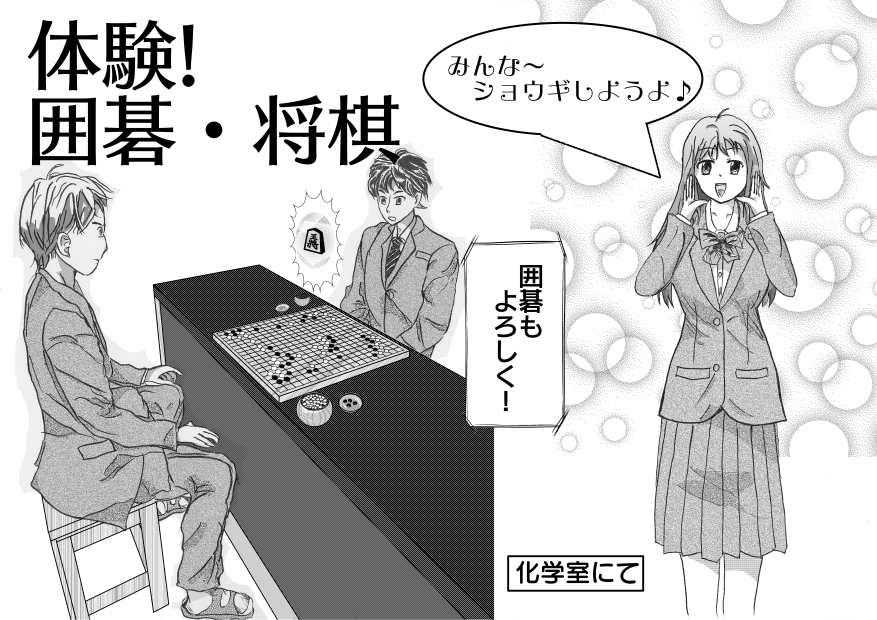 体験!
囲碁・将棋
みんな～
ショウギしようよ♪
囲碁も
よろしく！
化学室にて